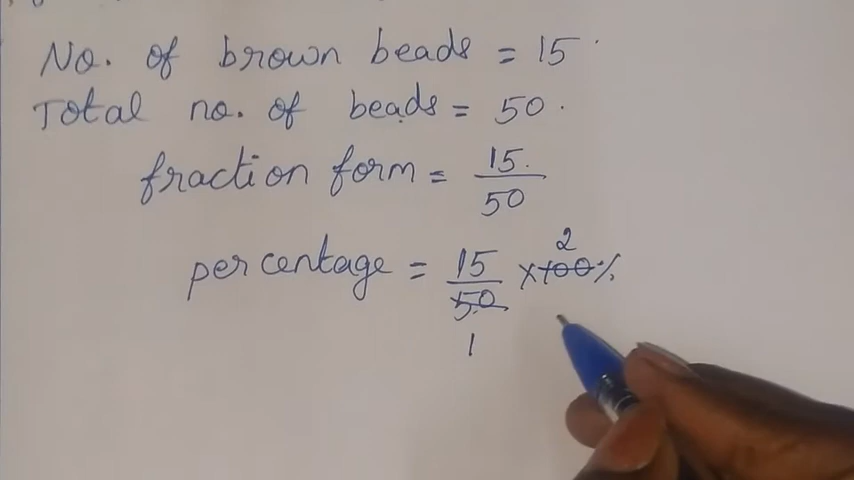 No. of brown beads = 15
Total no. of beads = 50.
fraction form = 15/50
percentage = 15/50 × 100% 2
1